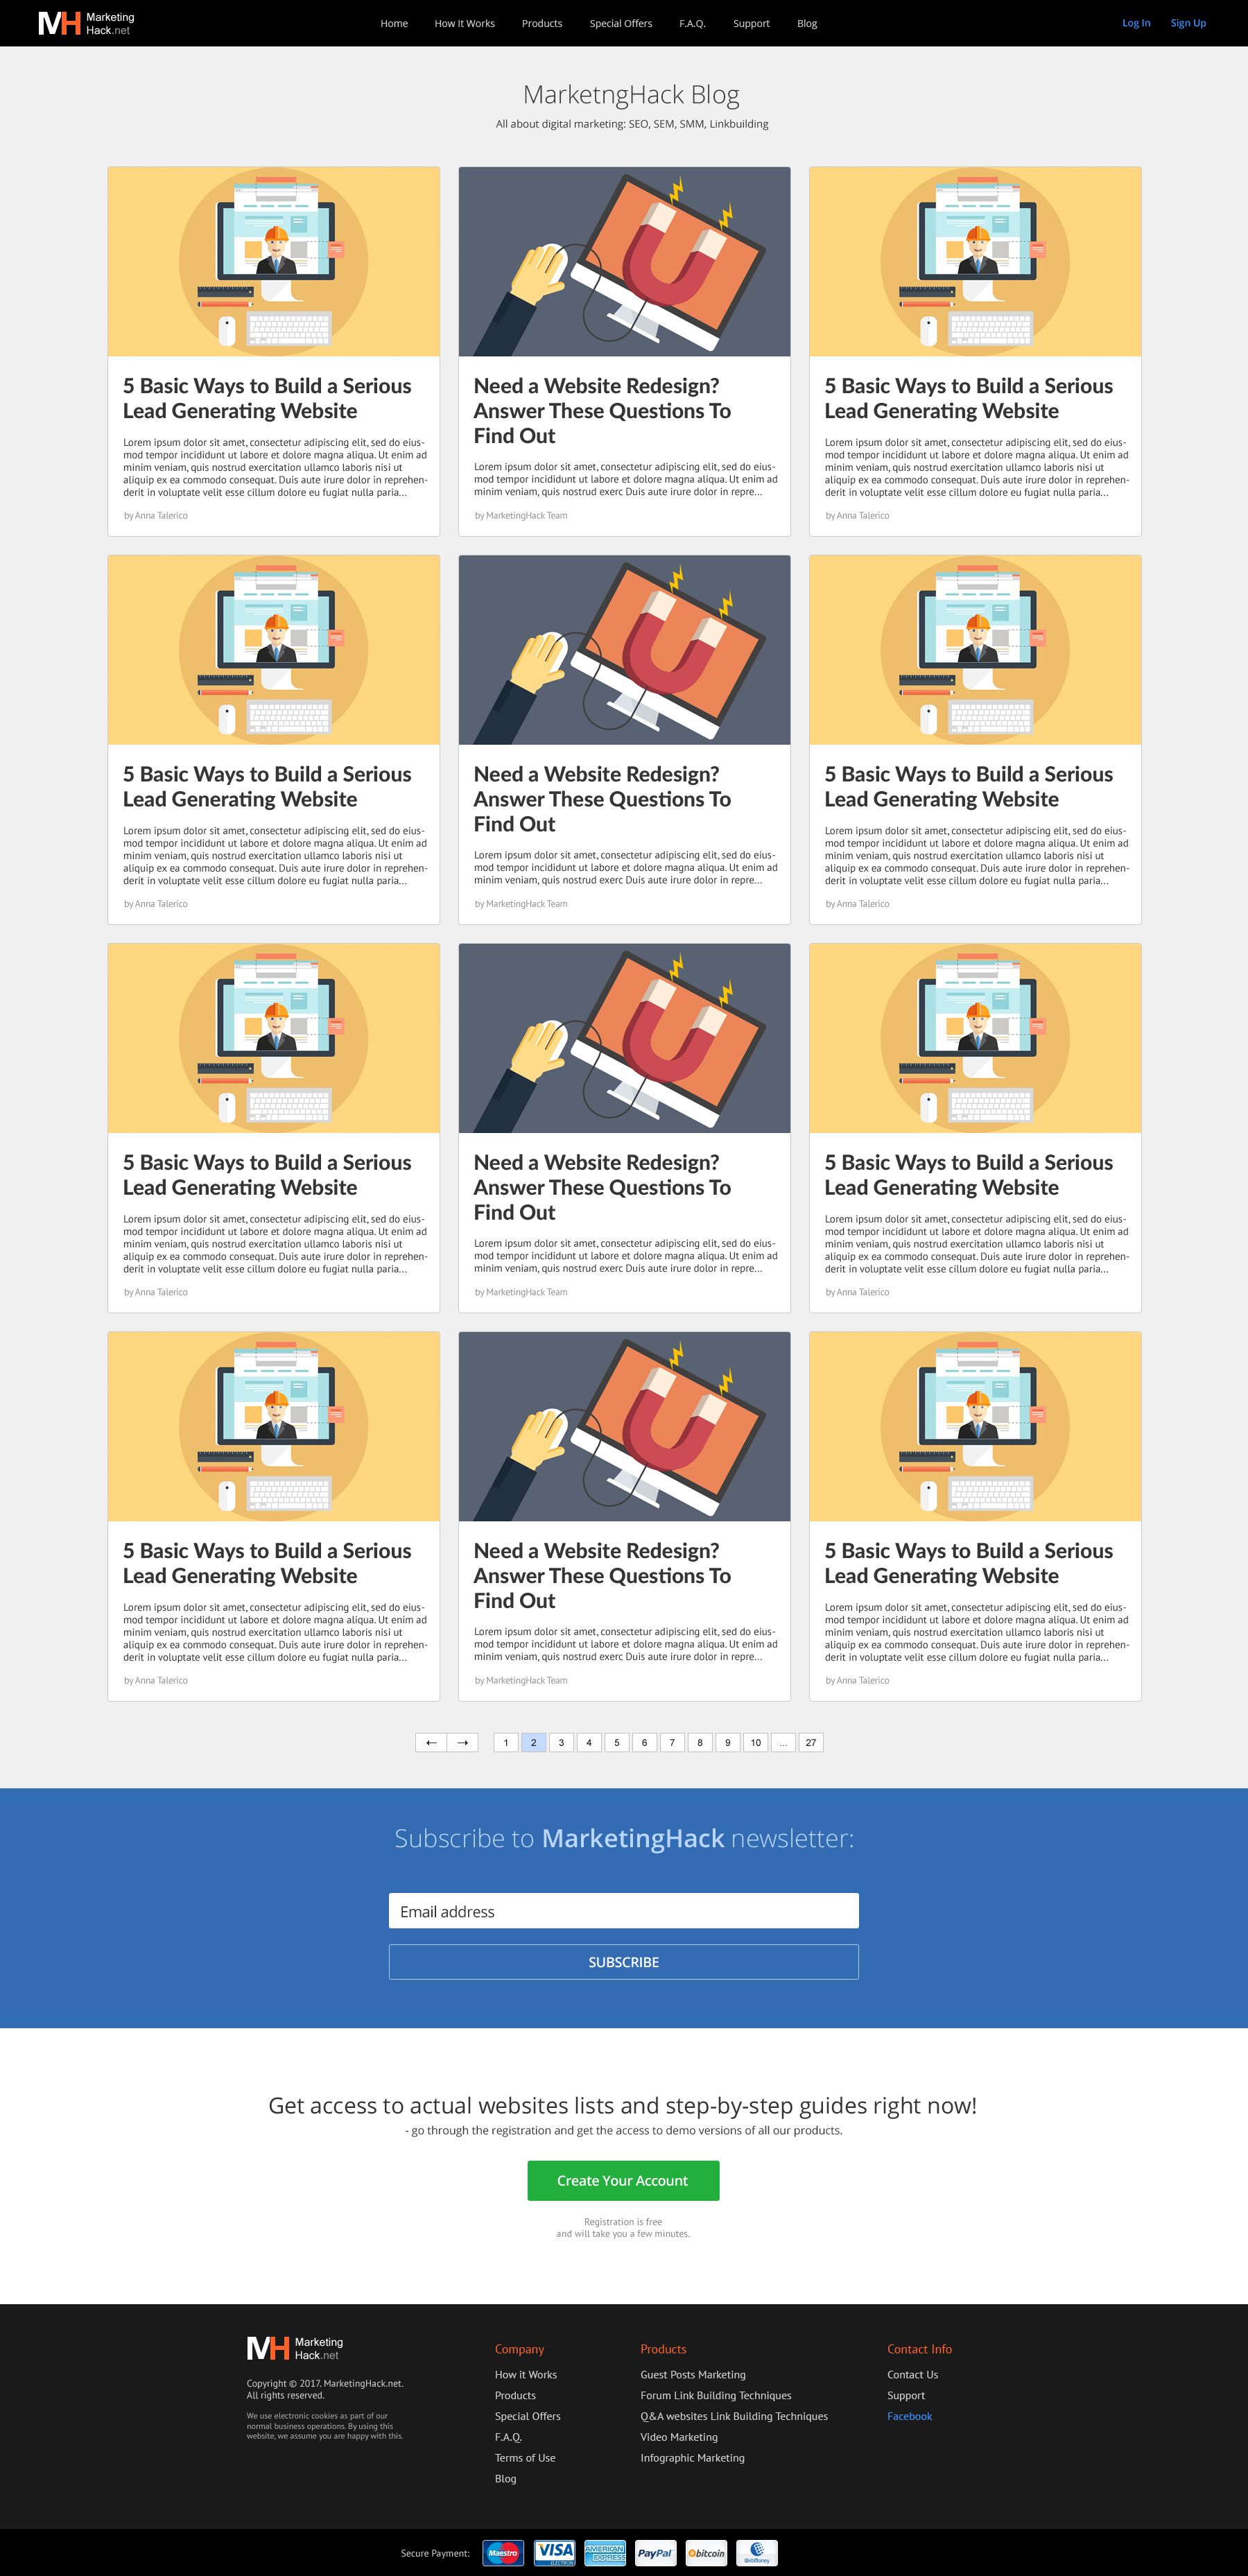 MH Marketing
Hack.net
Home How It Works Products Special Offers F.A.Q. Support Blog
Log In Sign Up
MarketngHack Blog
All about digital marketing: SEO, SEM, SMM, Linkbuilding
5 Basic Ways to Build a Serious
Lead Generating Website
Lorem ipsum dolor sit amet, consectetur adipiscing elit, sed do eius-
mod tempor incididunt ut labore et dolore magna aliqua. Ut enim ad
minim veniam, quis nostrud exercitation ullamco laboris nisi ut
aliquip ex ea commodo consequat. Duis aute irure dolor in reprehen-
derit in voluptate velit esse cillum dolore eu fugiat nulla paria...
by Anna Talerico
Need a Website Redesign?
Answer These Questions To
Find Out
Lorem ipsum dolor sit amet, consectetur adipiscing elit, sed do eius-
mod tempor incididunt ut labore et dolore magna aliqua. Ut enim ad
minim veniam, quis nostrud exerc Duis aute irure dolor in repre...
by MarketingHack Team
5 Basic Ways to Build a Serious
Lead Generating Website
Lorem ipsum dolor sit amet, consectetur adipiscing elit, sed do eius-
mod tempor incididunt ut labore et dolore magna aliqua. Ut enim ad
minim veniam, quis nostrud exercitation ullamco laboris nisi ut
aliquip ex ea commodo consequat. Duis aute irure dolor in reprehen-
derit in voluptate velit esse cillum dolore eu fugiat nulla paria...
by Anna Talerico
5 Basic Ways to Build a Serious
Lead Generating Website
Lorem ipsum dolor sit amet, consectetur adipiscing elit, sed do eius-
mod tempor incididunt ut labore et dolore magna aliqua. Ut enim ad
minim veniam, quis nostrud exercitation ullamco laboris nisi ut
aliquip ex ea commodo consequat. Duis aute irure dolor in reprehen-
derit in voluptate velit esse cillum dolore eu fugiat nulla paria...
by Anna Talerico
Need a Website Redesign?
Answer These Questions To
Find Out
Lorem ipsum dolor sit amet, consectetur adipiscing elit, sed do eius-
mod tempor incididunt ut labore et dolore magna aliqua. Ut enim ad
minim veniam, quis nostrud exerc Duis aute irure dolor in repre...
by MarketingHack Team
5 Basic Ways to Build a Serious
Lead Generating Website
Lorem ipsum dolor sit amet, consectetur adipiscing elit, sed do eius-
mod tempor incididunt ut labore et dolore magna aliqua. Ut enim ad
minim veniam, quis nostrud exercitation ullamco laboris nisi ut
aliquip ex ea commodo consequat. Duis aute irure dolor in reprehen-
derit in voluptate velit esse cillum dolore eu fugiat nulla paria...
by Anna Talerico
5 Basic Ways to Build a Serious
Lead Generating Website
Lorem ipsum dolor sit amet, consectetur adipiscing elit, sed do eius-
mod tempor incididunt ut labore et dolore magna aliqua. Ut enim ad
minim veniam, quis nostrud exercitation ullamco laboris nisi ut
aliquip ex ea commodo consequat. Duis aute irure dolor in reprehen-
derit in voluptate velit esse cillum dolore eu fugiat nulla paria...
by Anna Talerico
Need a Website Redesign?
Answer These Questions To
Find Out
Lorem ipsum dolor sit amet, consectetur adipiscing elit, sed do eius-
mod tempor incididunt ut labore et dolore magna aliqua. Ut enim ad
minim veniam, quis nostrud exerc Duis aute irure dolor in repre...
by MarketingHack Team
5 Basic Ways to Build a Serious
Lead Generating Website
Lorem ipsum dolor sit amet, consectetur adipiscing elit, sed do eius-
mod tempor incididunt ut labore et dolore magna aliqua. Ut enim ad
minim veniam, quis nostrud exercitation ullamco laboris nisi ut
aliquip ex ea commodo consequat. Duis aute irure dolor in reprehen-
derit in voluptate velit esse cillum dolore eu fugiat nulla paria...
by Anna Talerico
5 Basic Ways to Build a Serious
Lead Generating Website
Lorem ipsum dolor sit amet, consectetur adipiscing elit, sed do eius-
mod tempor incididunt ut labore et dolore magna aliqua. Ut enim ad
minim veniam, quis nostrud exercitation ullamco laboris nisi ut
aliquip ex ea commodo consequat. Duis aute irure dolor in reprehen-
derit in voluptate velit esse cillum dolore eu fugiat nulla paria...
by Anna Talerico
Need a Website Redesign?
Answer These Questions To
Find Out
Lorem ipsum dolor sit amet, consectetur adipiscing elit, sed do eius-
mod tempor incididunt ut labore et dolore magna aliqua. Ut enim ad
minim veniam, quis nostrud exerc Duis aute irure dolor in repre...
by MarketingHack Team
5 Basic Ways to Build a Serious
Lead Generating Website
Lorem ipsum dolor sit amet, consectetur adipiscing elit, sed do eius-
mod tempor incididunt ut labore et dolore magna aliqua. Ut enim ad
minim veniam, quis nostrud exercitation ullamco laboris nisi ut
aliquip ex ea commodo consequat. Duis aute irure dolor in reprehen-
derit in voluptate velit esse cillum dolore eu fugiat nulla paria...
by Anna Talerico
← → 1 2 3 4 5 6 7 8 9 10 ... 27
Subscribe to MarketingHack newsletter:
Email address
SUBSCRIBE
Get access to actual websites lists and step-by-step guides right now!
- go through the registration and get the access to demo versions of all our products.
Create Your Account
Registration is free
and will take you a few minutes.
MH Marketing
Hack.net
Copyright © 2017. MarketingHack.net.
All rights reserved.
We use electronic cookies as part of our
normal business operations. By using this
website, we assume you are happy with this.
Company
How it Works
Products
Special Offers
F.A.Q.
Terms of Use
Blog
Products
Guest Posts Marketing
Forum Link Building Techniques
Q&A websites Link Building Techniques
Video Marketing
Infographic Marketing
Contact Info
Contact Us
Support
Facebook
Secure Payment:
Maestro
VISA
ELECTRON
AMERICAN
EXPRESS
PayPal
bitcoin
WebMoney